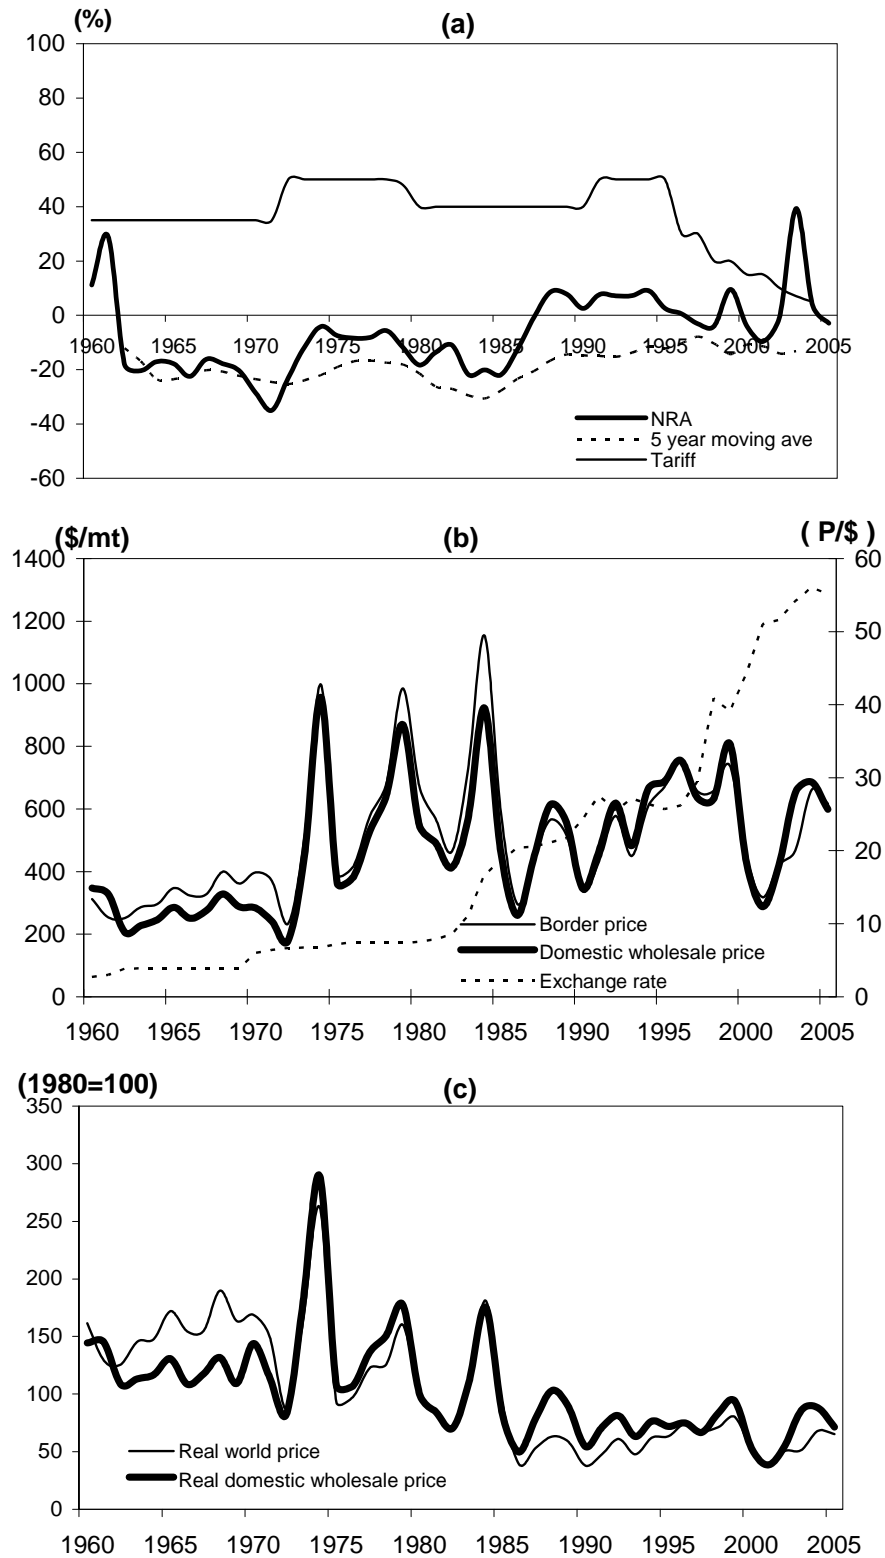 (%)
(a)
100
80
60
40
20
0
-20
-40
-60
1960 1965 1970 1975 1980 1985 1990 1995 2000 2005
NRA
5 year moving ave
Tariff
($/mt)
(b)
( P/$ )
1400
1200
1000
800
600
400
200
0
60
50
40
30
20
10
0
Border price
Domestic wholesale price
Exchange rate
1960 1965 1970 1975 1980 1985 1990 1995 2000 2005
(1980=100)
(c)
350
300
250
200
150
100
50
0
Real world price
Real domestic wholesale price
1960 1965 1970 1975 1980 1985 1990 1995 2000 2005